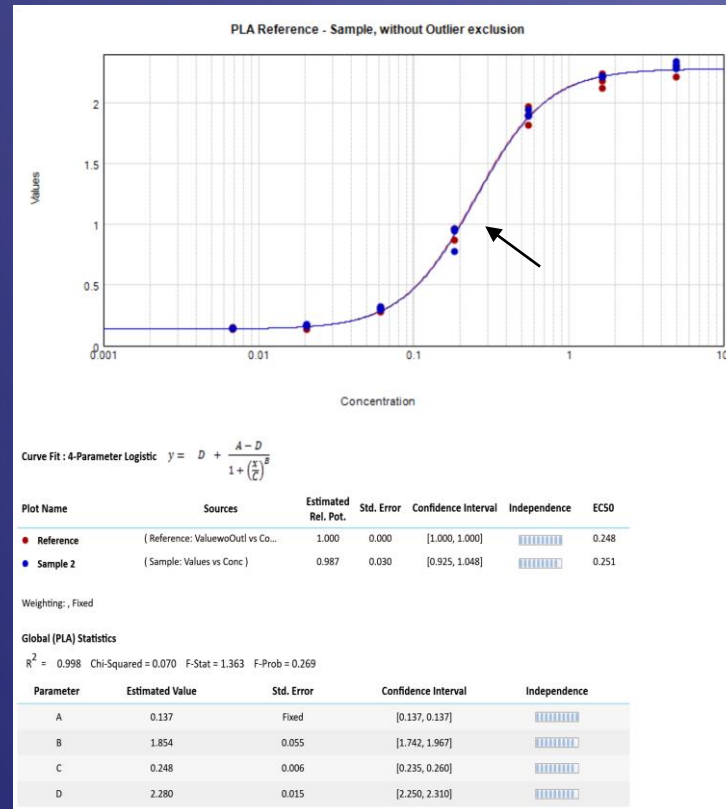 PLA Reference - Sample, without Outlier exclusion
2
1.5
1
0.5
0
Values
0.001
0.01
0.1
1
10
Concentration
Curve Fit : 4-Parameter Logistic y = D + A − D / 1 + (x/C)^B
Plot Name Sources Estimated Rel. Pot. Std. Error Confidence Interval Independence EC50
Reference ( Reference: ValuewoOutl vs Co... 1.000 0.000 [1.000, 1.000] 0.248
Sample 2 ( Sample: Values vs Conc ) 0.987 0.030 [0.925, 1.048] 0.251
Weighting: , Fixed
Global (PLA) Statistics
R² = 0.998 Chi-Squared = 0.070 F-Stat = 1.363 F-Prob = 0.269
Parameter Estimated Value Std. Error Confidence Interval Independence
A 0.137 Fixed [0.137, 0.137]
B 1.854 0.055 [1.742, 1.967]
C 0.248 0.006 [0.235, 0.260]
D 2.280 0.015 [2.250, 2.310]